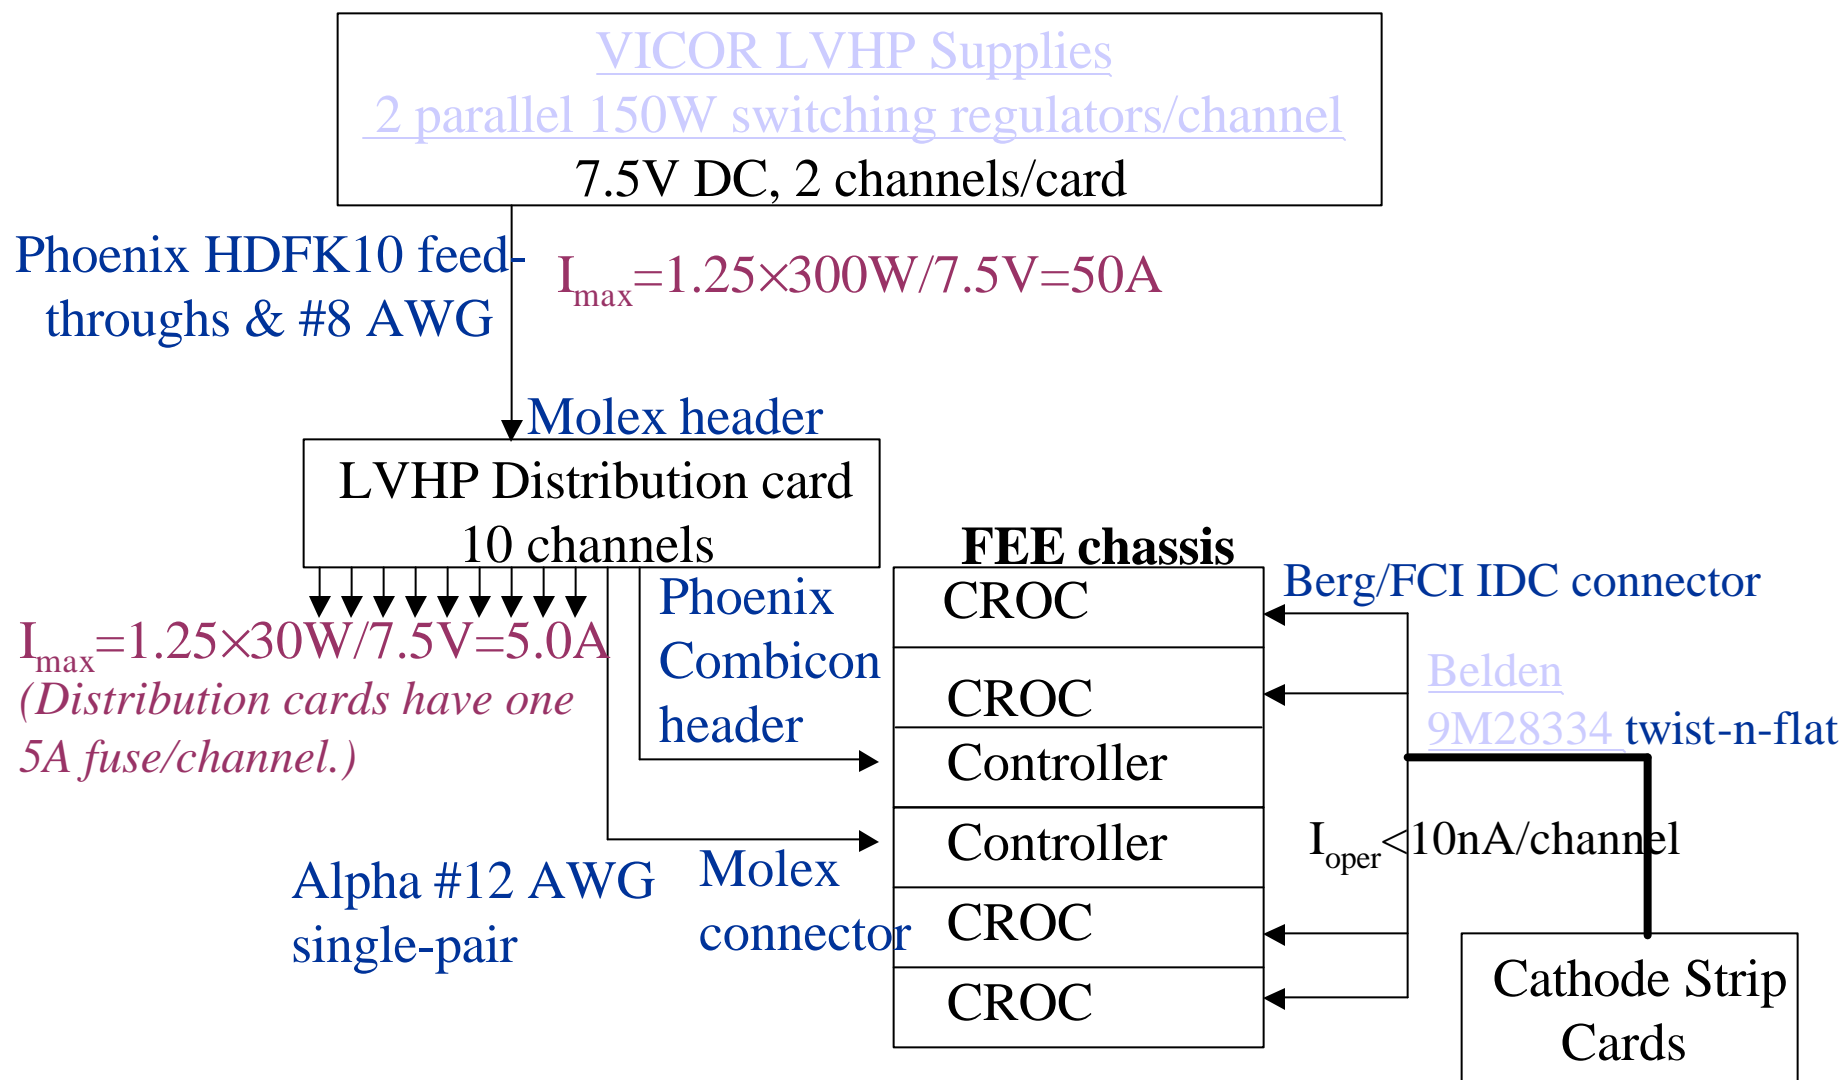 VICOR LVHP Supplies
2 parallel 150W switching regulators/channel
7.5V DC, 2 channels/card
Phoenix HDFK10 feed-
throughs & #8 AWG
Imax=1.25×300W/7.5V=50A
Molex header
LVHP Distribution card
10 channels
Imax=1.25×30W/7.5V=5.0A
(Distribution cards have one
5A fuse/channel.)
Phoenix
Combicon
header
Alpha #12 AWG
single-pair
Molex
connector
FEE chassis
CROC
CROC
Controller
Controller
CROC
CROC
Berg/FCI IDC connector
Belden
9M28334 twist-n-flat
Ioper<10nA/channel
Cathode Strip
Cards